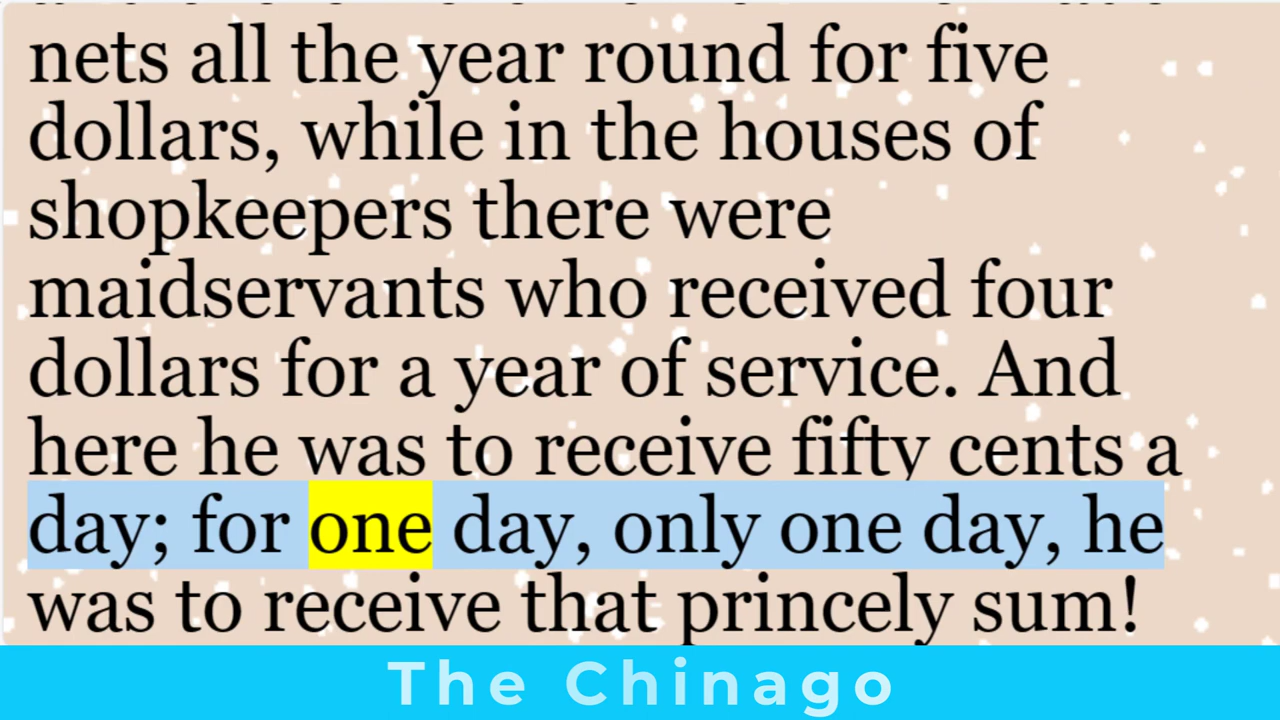 nets all the year round for five
dollars, while in the houses of
shopkeepers there were
maidservants who received four
dollars for a year of service. And
here he was to receive fifty cents a
day; for one day, only one day, he
was to receive that princely sum!
The Chinago